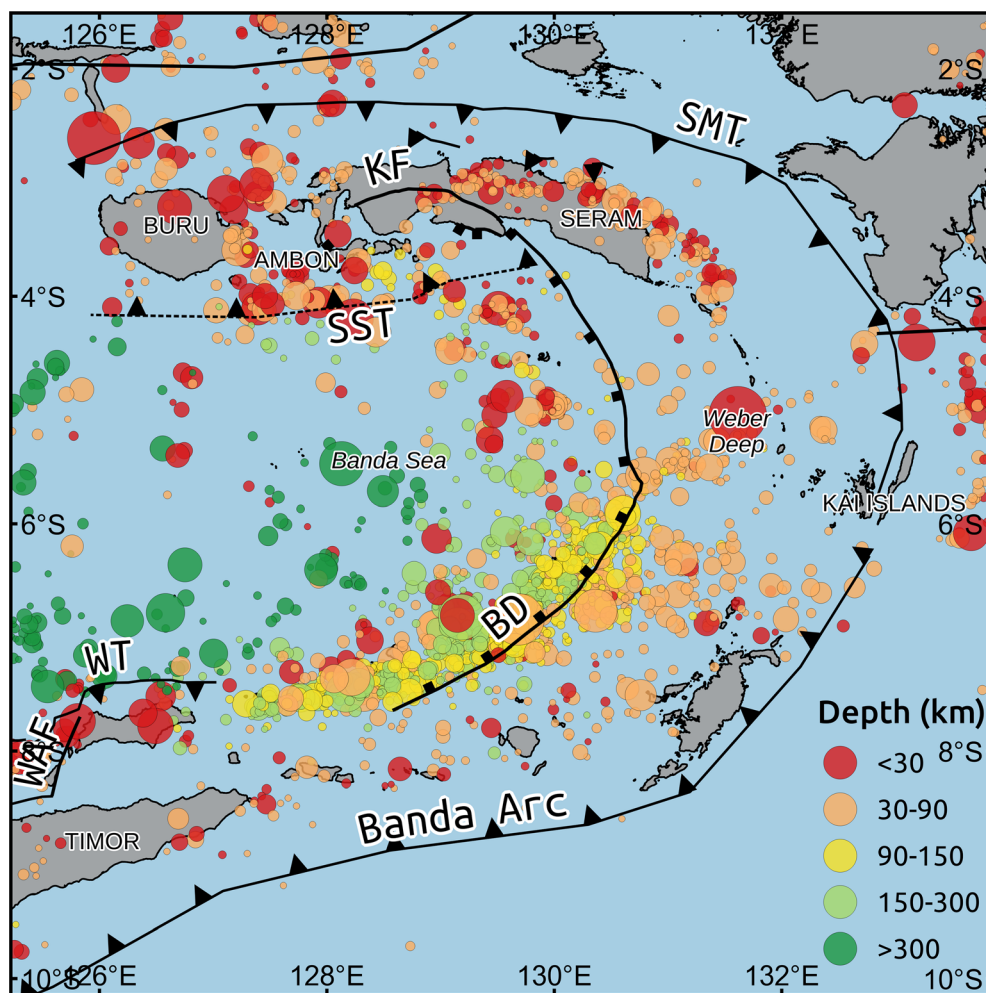 126°E 128°E 130°E 132°E
2°S 2°S
SMT
KF
BURU
SERAM
AMBON
4°S 4°S
SST
Weber
Deep
Banda Sea
KAI ISLANDS
6°S 6°S
BD
WT
WAF
8°S 8°S
Depth (km)
<30
30-90
90-150
150-300
>300
Banda Arc
TIMOR
10°S 126°E 128°E 130°E 132°E 10°S